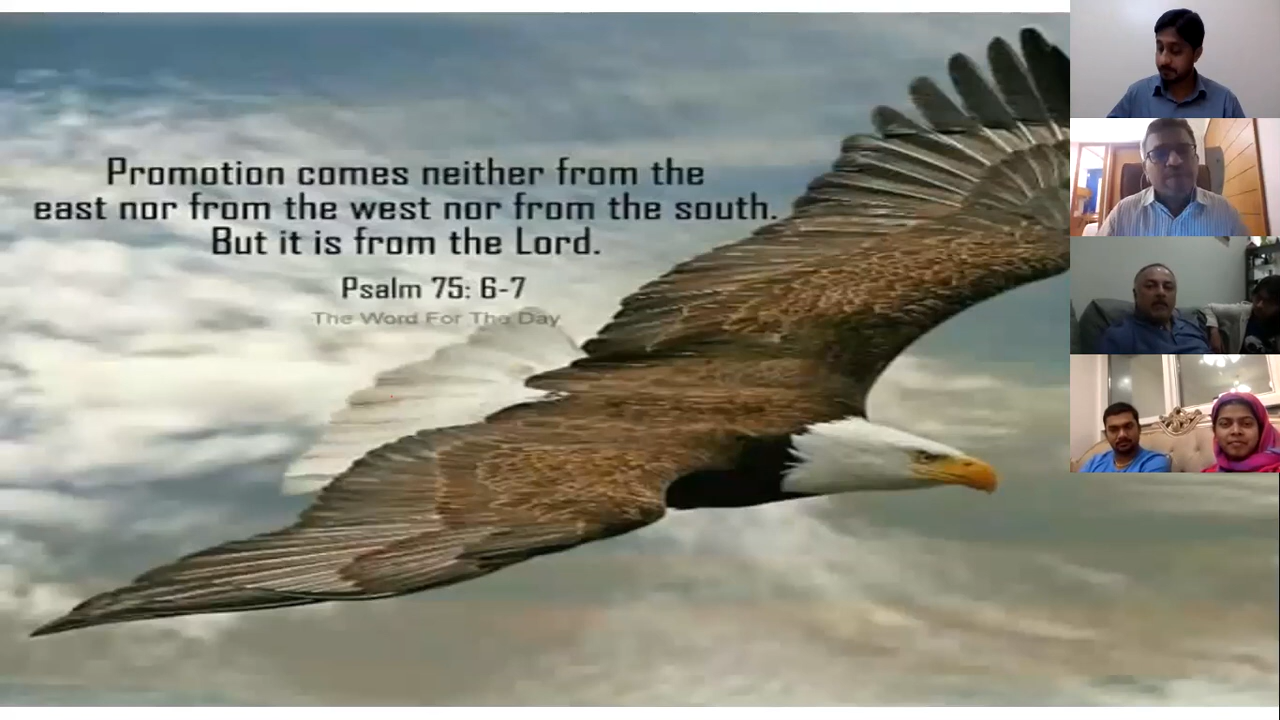 Promotion comes neither from the
east nor from the west nor from the south.
But it is from the Lord.
Psalm 75: 6-7
The Word For The Day